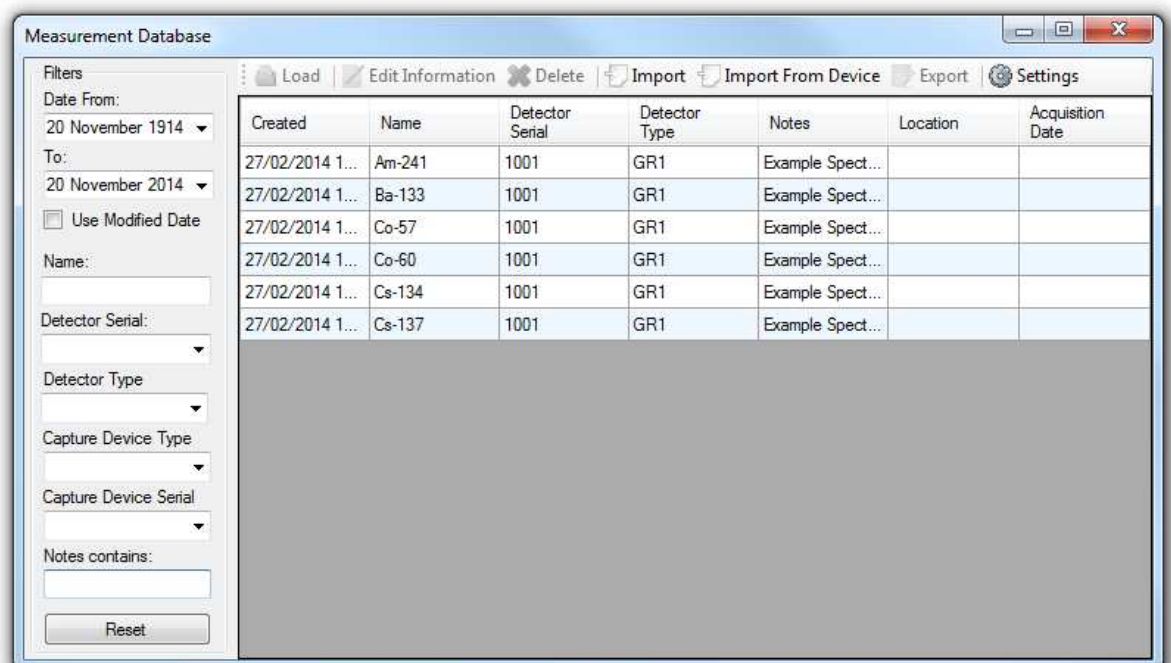 Measurement Database
Filters
Date From:
20 November 1914
To:
20 November 2014
Use Modified Date
Name:
Detector Serial:
Detector Type
Capture Device Type
Capture Device Serial
Notes contains:
Reset
Load Edit Information Delete Import Import From Device Export Settings
Created Name Detector Serial Detector Type Notes Location Acquisition Date
27/02/2014 1... Am-241 1001 GR1 Example Spect...
27/02/2014 1... Ba-133 1001 GR1 Example Spect...
27/02/2014 1... Co-57 1001 GR1 Example Spect...
27/02/2014 1... Co-60 1001 GR1 Example Spect...
27/02/2014 1... Cs-134 1001 GR1 Example Spect...
27/02/2014 1... Cs-137 1001 GR1 Example Spect...